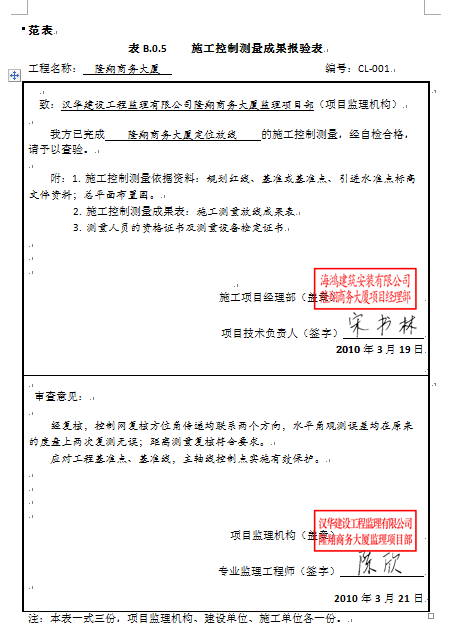 范表
表 B.0.5 施工控制测量成果报验表
工程名称： 隆翔商务大厦 编号：CL-001
致：汉华建设工程监理有限公司隆翔商务大厦监理项目部（项目监理机构）
我方已完成 隆翔商务大厦定位放线 的施工控制测量，经自检合格，
请予以查验。
附：1. 施工控制测量依据资料：规划红线、基准或基准点、引进水准点标高
文件资料；总平面布置图。
2. 施工控制测量成果表：施工测量放线成果表
3. 测量人员的资格证书及测量设备检定证书
海鸿建筑安装有限公司
隆翔商务大厦项目经理部
施工项目经理部（盖章）
项目技术负责人（签字）宋书林
2010 年 3 月 19 日
审查意见：
经复核，控制网复核方位角传递均联系两个方向，水平角观测误差均在原来
的度盘上两次复测无误；距离测量复核符合要求。
应对工程基准点、基准线，主轴线控制点实施有效保护。
汉华建设工程监理有限公司
隆翔商务大厦监理项目部
项目监理机构（盖章）
专业监理工程师（签字）陈欣
2010 年 3 月 21 日
注：本表一式三份，项目监理机构、建设单位、施工单位各一份。